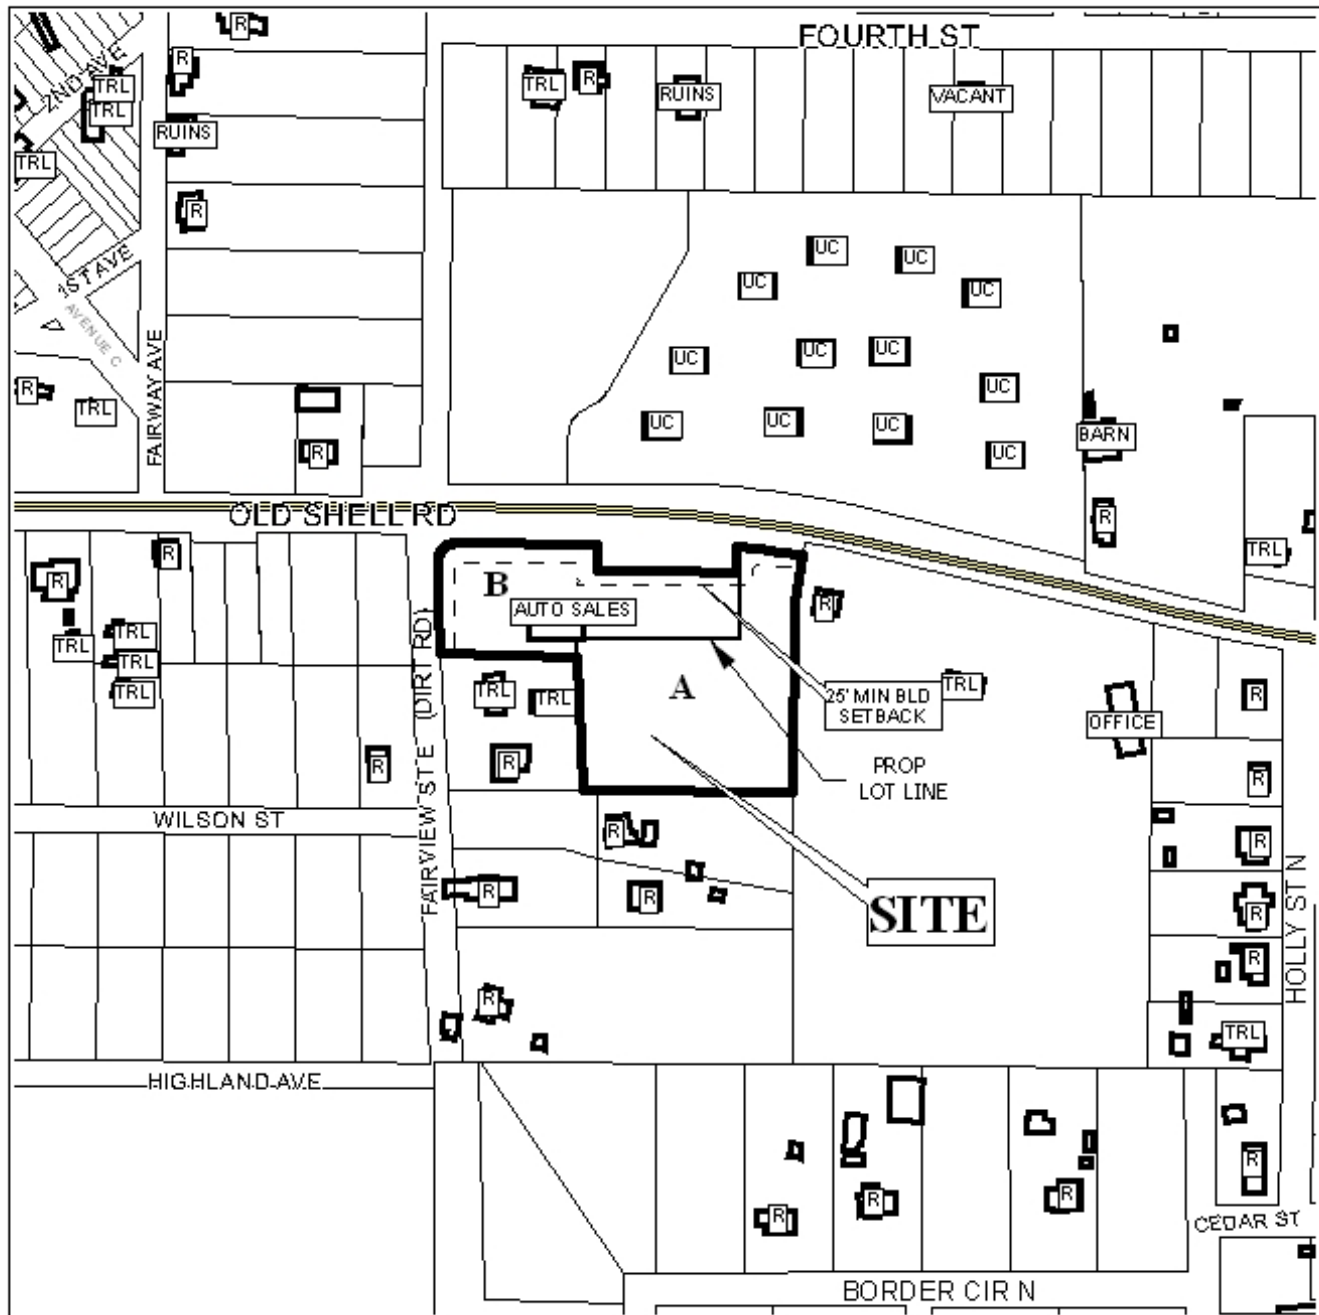 R
FOURTH ST
2ND AVE
R
TRL
TRL
TRL
R
RUINS
VACANT
RUINS
TRL
R
1ST AVE
AVENUE C
FAIRWAY AVE
UC
UC
UC
UC
UC
UC
UC
UC
UC
UC
UC
UC
R
TRL
R
BARN
OLD SHELL RD
R
R
R
TRL
B
AUTO SALES
R
TRL
TRL
TRL
TRL
FAIRVIEW ST E (DIRT RD)
TRL
TRL
A
25' MIN BLD
SETBACK
TRL
OFFICE
R
R
R
PROP
LOT LINE
R
WILSON ST
R
R
R
R
SITE
R
HOLLY ST N
R
R
TRL
HIGHLAND AVE
R
R
R
R
CEDAR ST
BORDER CIR N